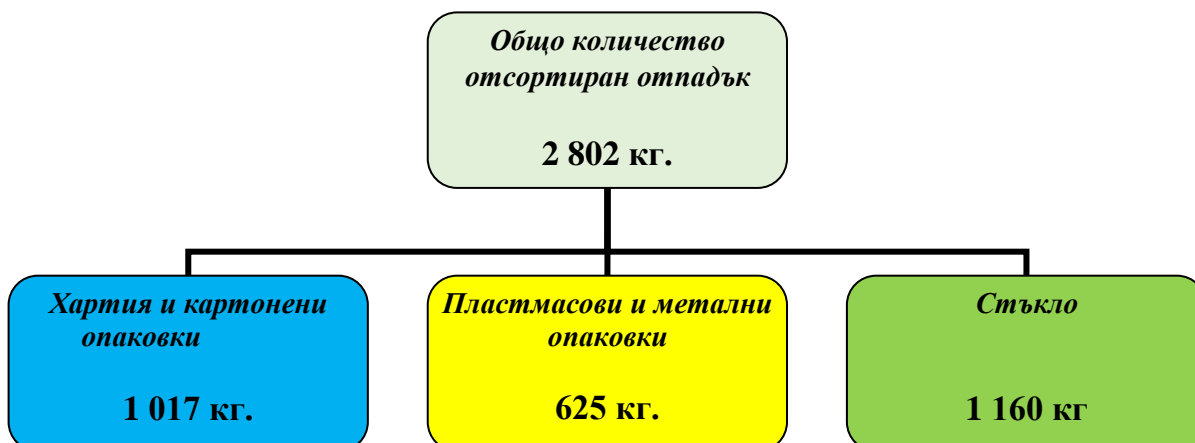 Общо количество
отсортиран отпадък
2 802 кг.
Хартия и картонени
опаковки
1 017 кг.
Пластмасови и метални
опаковки
625 кг.
Стъкло
1 160 кг